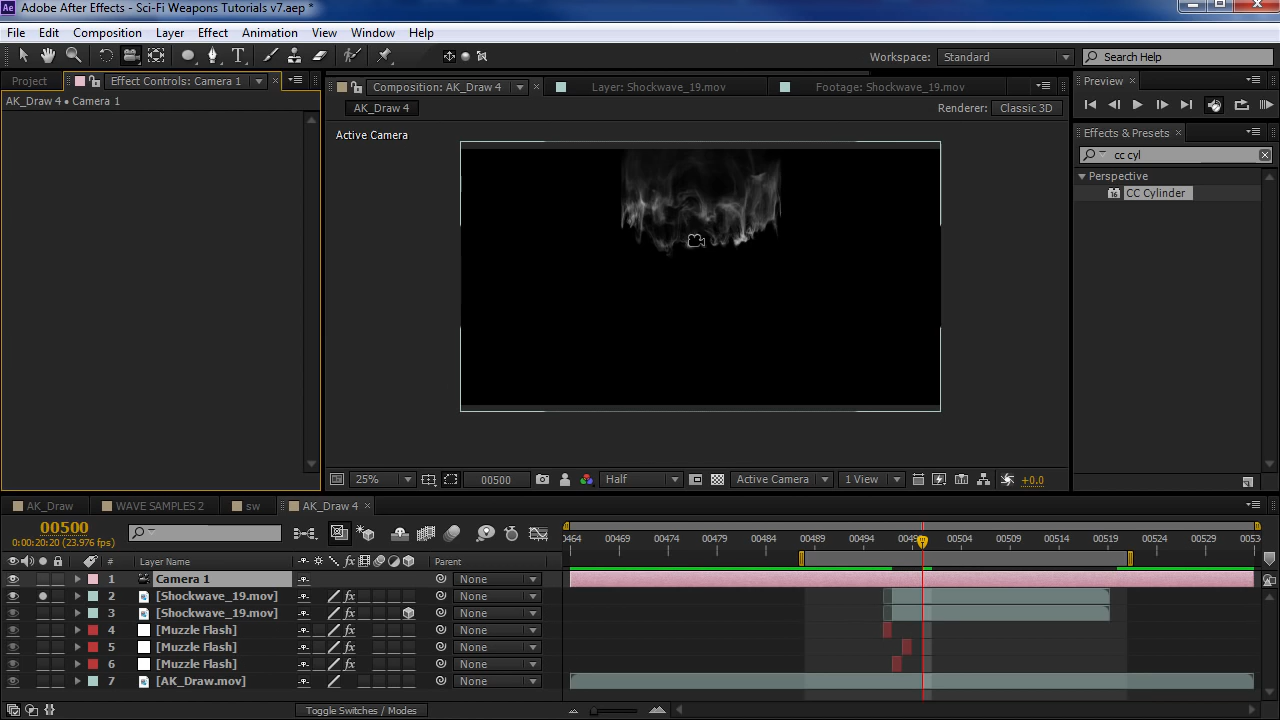 Adobe After Effects - Sci-Fi Weapons Tutorials v7.aep *
File Edit Composition Layer Effect Animation View Window Help
Workspace: Standard Search Help
Project Effect Controls: Camera 1 Composition: AK_Draw 4 Layer: Shockwave_19.mov Footage: Shockwave_19.mov Preview
AK_Draw 4 • Camera 1
AK_Draw 4 Renderer: Classic 3D
Active Camera
Effects & Presets
cc cyl
Perspective
16 CC Cylinder
25% 00500 Half Active Camera 1 View +0.0
AK_Draw WAVE SAMPLES 2 sw AK_Draw 4
00500
0:00:20:20 (23.976 fps)
00469 00474 00479 00484 00489 00494 00504 00509 00514 00519 00524 00529
# Layer Name Parent
1 Camera 1 None
2 [Shockwave_19.mov] fx None
3 [Shockwave_19.mov] fx None
4 [Muzzle Flash] fx None
5 [Muzzle Flash] fx None
6 [Muzzle Flash] fx None
7 [AK_Draw.mov] None
Toggle Switches / Modes